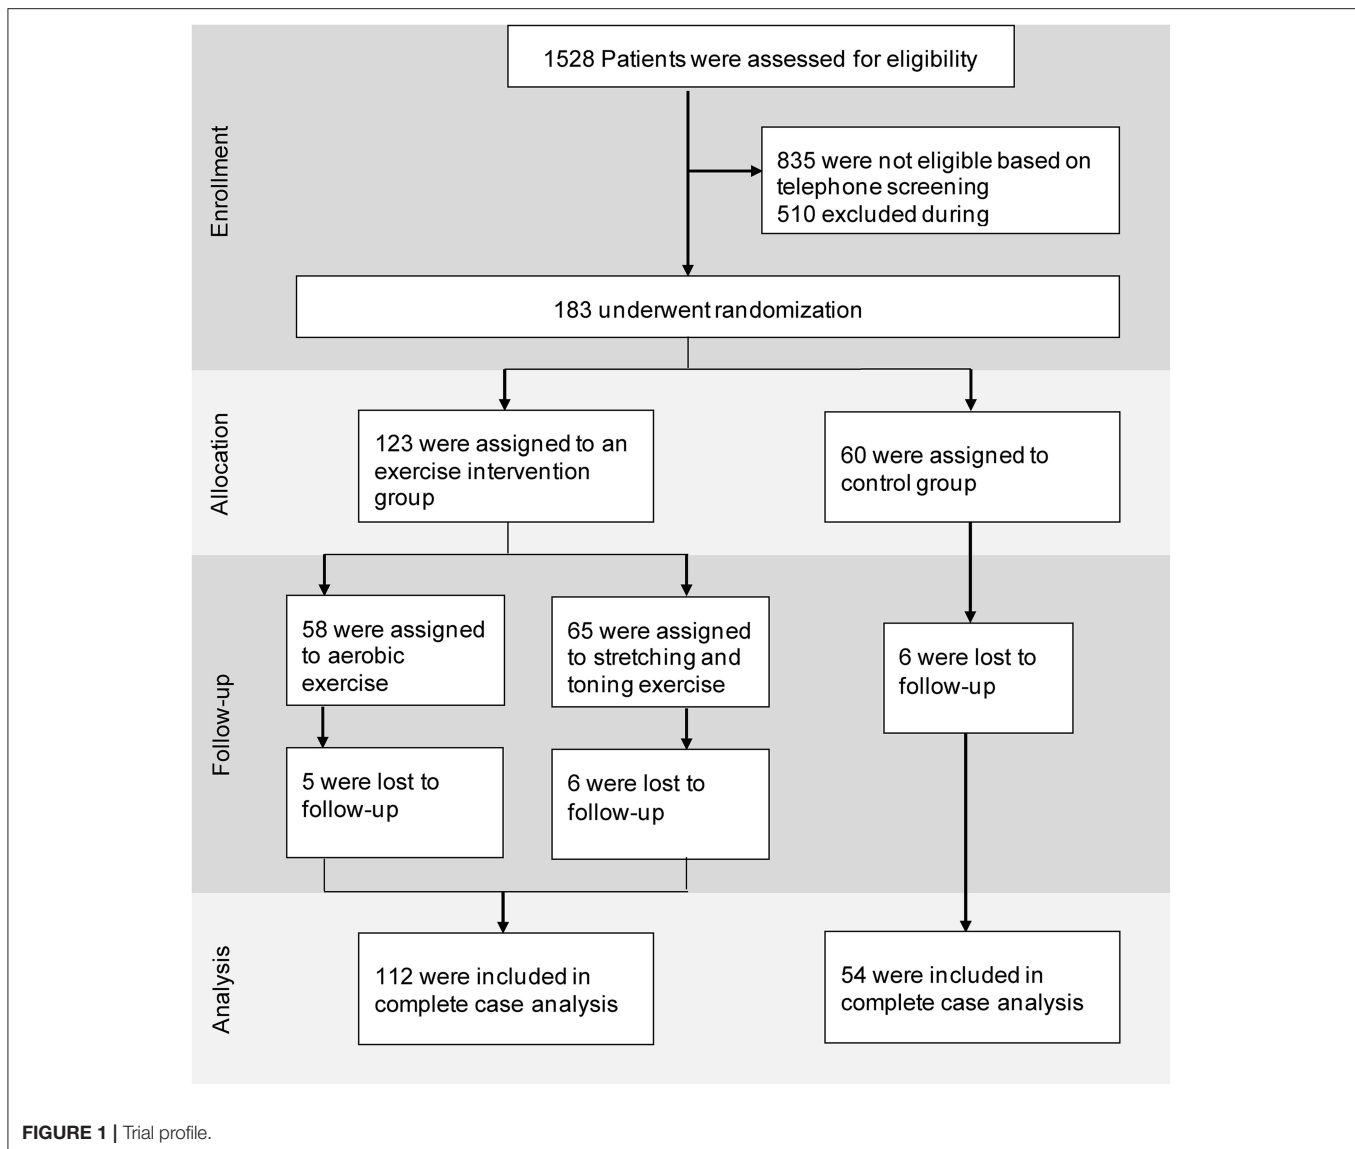 Enrollment
1528 Patients were assessed for eligibility
835 were not eligible based on
telephone screening
510 excluded during
183 underwent randomization
Allocation
123 were assigned to an
exercise intervention
group
60 were assigned to
control group
Follow-up
58 were assigned
to aerobic
exercise
65 were assigned
to stretching and
toning exercise
6 were lost to
follow-up
5 were lost to
follow-up
6 were lost to
follow-up
Analysis
112 were included in
complete case analysis
54 were included in
complete case analysis
FIGURE 1 | Trial profile.